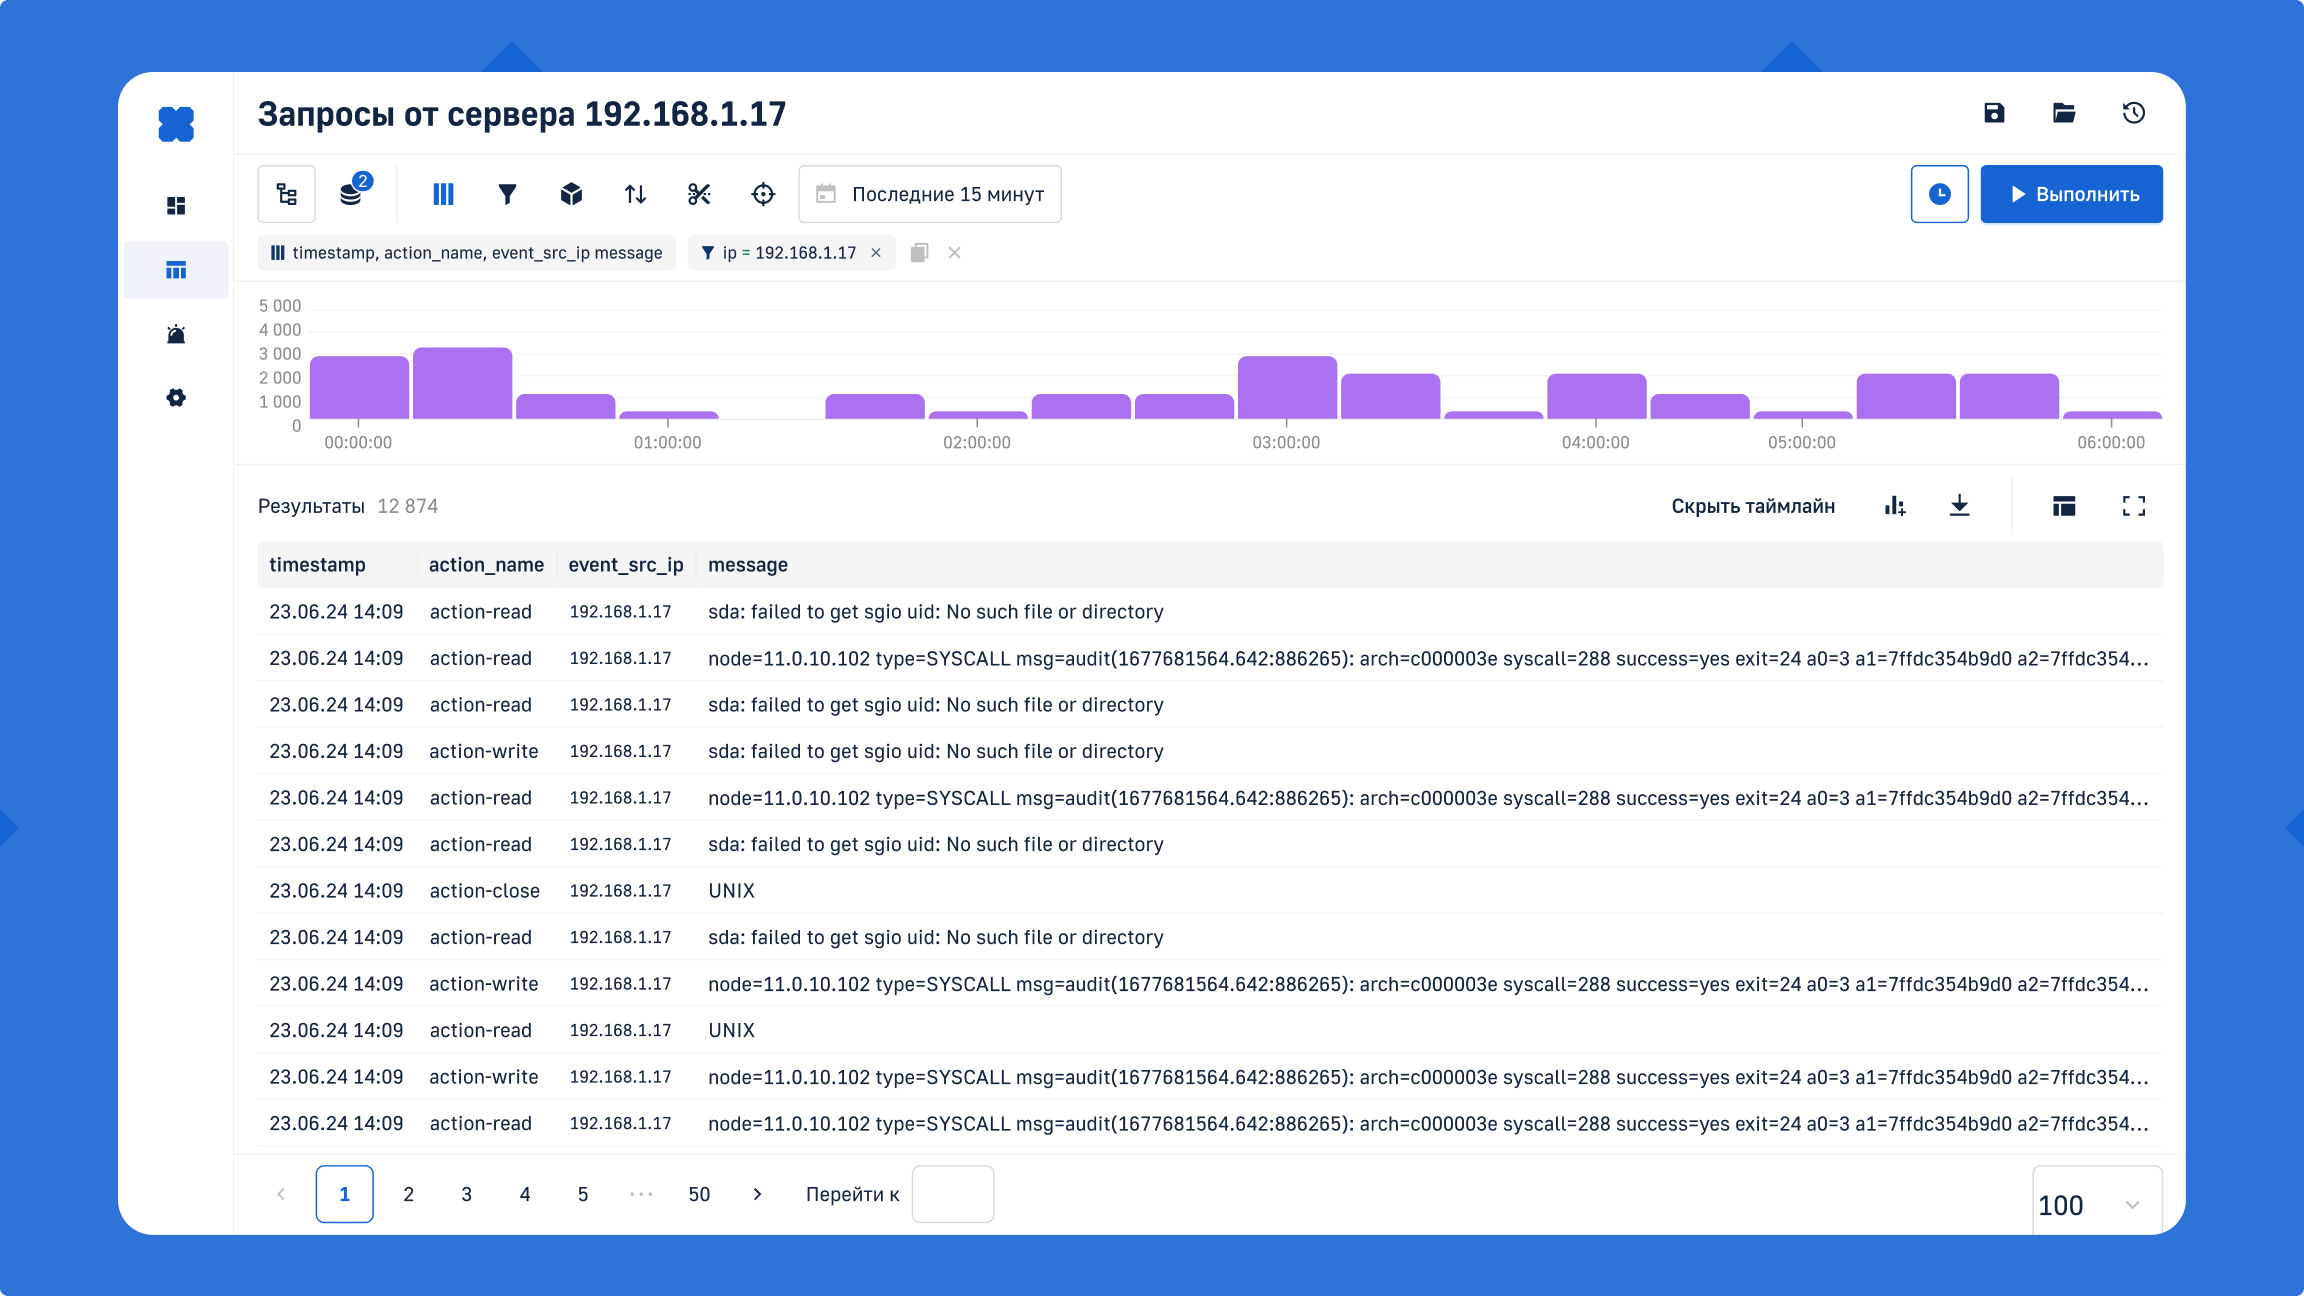 Запросы от сервера 192.168.1.17
2
Последние 15 минут
Выполнить
timestamp, action_name, event_src_ip message
ip = 192.168.1.17
5 000
4 000
3 000
2 000
1 000
0
00:00:00 01:00:00 02:00:00 03:00:00 04:00:00 05:00:00 06:00:00
Результаты 12 874
Скрыть таймлайн
timestamp action_name event_src_ip message
23.06.24 14:09 action-read 192.168.1.17 sda: failed to get sgio uid: No such file or directory
23.06.24 14:09 action-read 192.168.1.17 node=11.0.10.102 type=SYSCALL msg=audit(1677681564.642:886265): arch=c000003e syscall=288 success=yes exit=24 a0=3 a1=7ffdc354b9d0 a2=7ffdc354...
23.06.24 14:09 action-read 192.168.1.17 sda: failed to get sgio uid: No such file or directory
23.06.24 14:09 action-write 192.168.1.17 sda: failed to get sgio uid: No such file or directory
23.06.24 14:09 action-read 192.168.1.17 node=11.0.10.102 type=SYSCALL msg=audit(1677681564.642:886265): arch=c000003e syscall=288 success=yes exit=24 a0=3 a1=7ffdc354b9d0 a2=7ffdc354...
23.06.24 14:09 action-read 192.168.1.17 sda: failed to get sgio uid: No such file or directory
23.06.24 14:09 action-close 192.168.1.17 UNIX
23.06.24 14:09 action-read 192.168.1.17 sda: failed to get sgio uid: No such file or directory
23.06.24 14:09 action-write 192.168.1.17 node=11.0.10.102 type=SYSCALL msg=audit(1677681564.642:886265): arch=c000003e syscall=288 success=yes exit=24 a0=3 a1=7ffdc354b9d0 a2=7ffdc354...
23.06.24 14:09 action-read 192.168.1.17 UNIX
23.06.24 14:09 action-write 192.168.1.17 node=11.0.10.102 type=SYSCALL msg=audit(1677681564.642:886265): arch=c000003e syscall=288 success=yes exit=24 a0=3 a1=7ffdc354b9d0 a2=7ffdc354...
23.06.24 14:09 action-read 192.168.1.17 node=11.0.10.102 type=SYSCALL msg=audit(1677681564.642:886265): arch=c000003e syscall=288 success=yes exit=24 a0=3 a1=7ffdc354b9d0 a2=7ffdc354...
1 2 3 4 5 ... 50 Перейти к
100